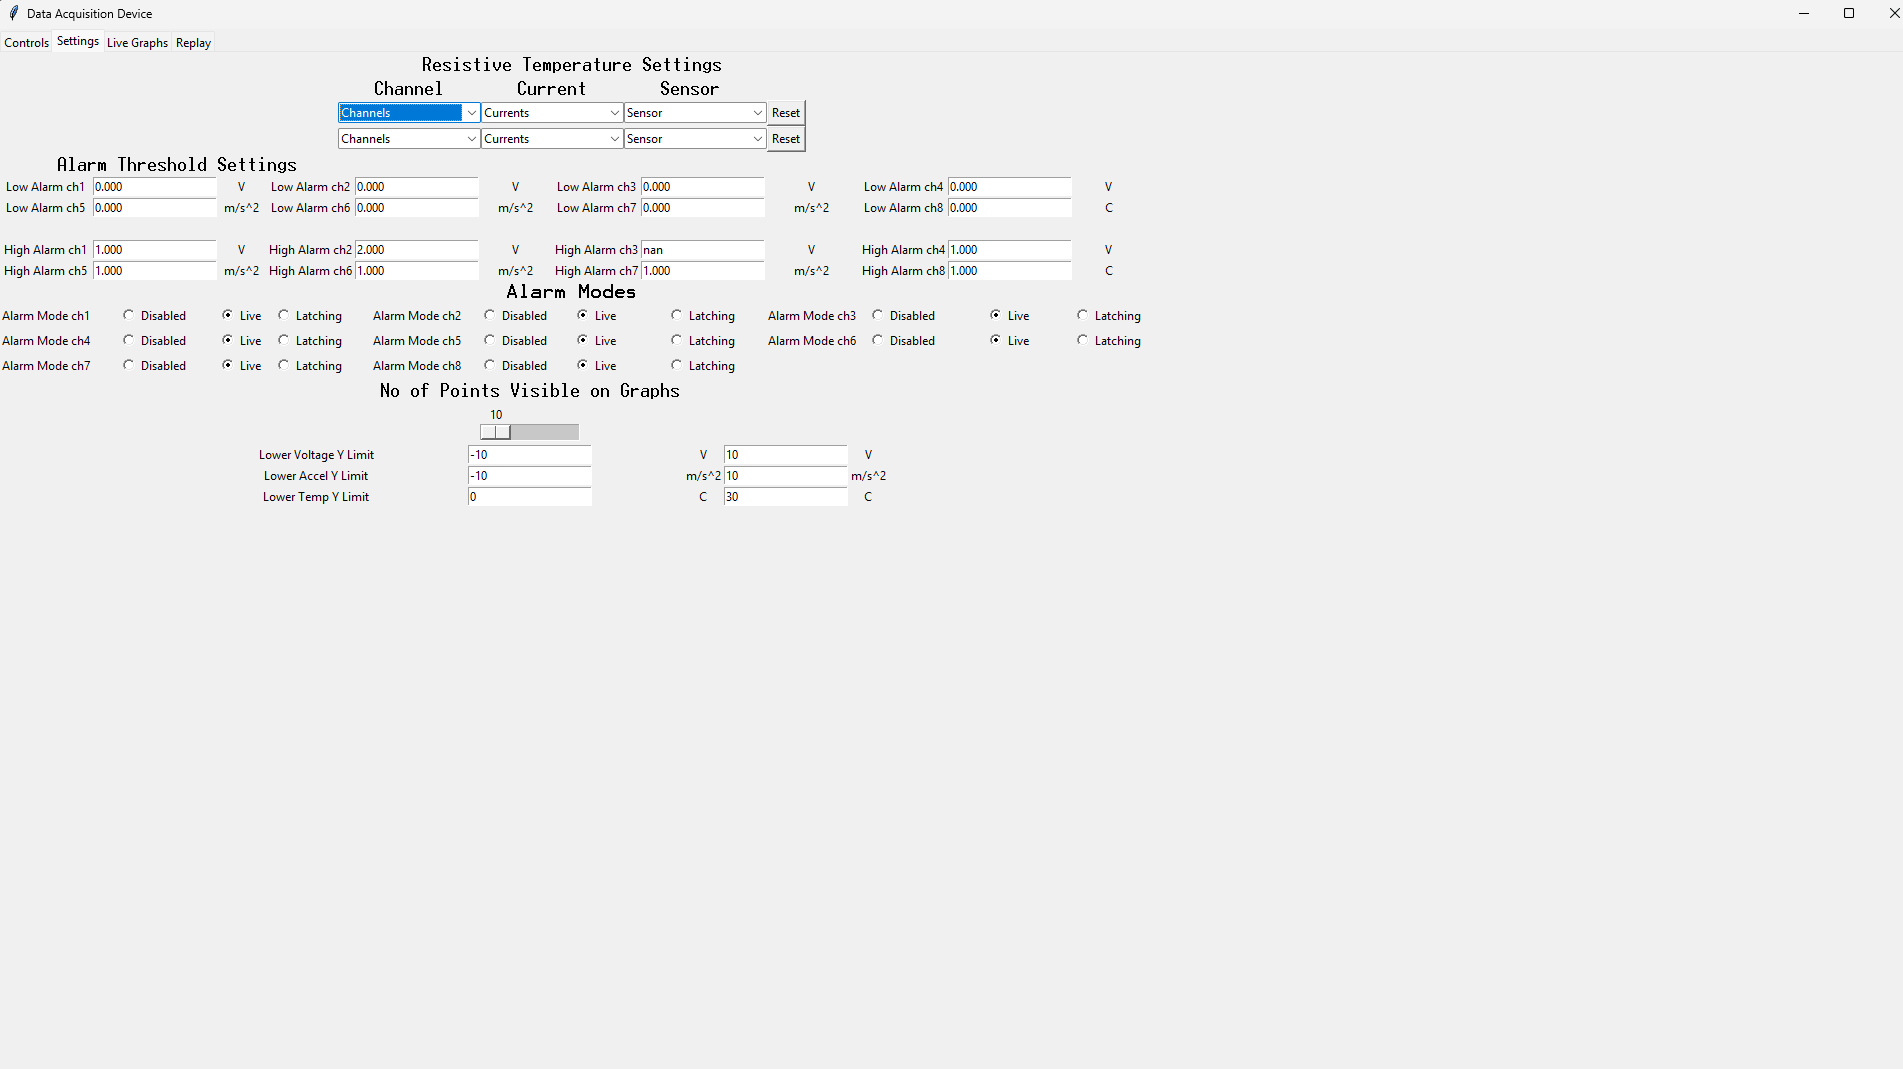 Data Acquisition Device
Controls Settings Live Graphs Replay
Resistive Temperature Settings
Channel Current Sensor
Channels Currents Sensor Reset
Channels Currents Sensor Reset
Alarm Threshold Settings
Low Alarm ch1 0.000 V Low Alarm ch2 0.000 V Low Alarm ch3 0.000 V Low Alarm ch4 0.000 V
Low Alarm ch5 0.000 m/s^2 Low Alarm ch6 0.000 m/s^2 Low Alarm ch7 0.000 m/s^2 Low Alarm ch8 0.000 C
High Alarm ch1 1.000 V High Alarm ch2 2.000 V High Alarm ch3 nan V High Alarm ch4 1.000 V
High Alarm ch5 1.000 m/s^2 High Alarm ch6 1.000 m/s^2 High Alarm ch7 1.000 m/s^2 High Alarm ch8 1.000 C
Alarm Modes
Alarm Mode ch1 Disabled Live Latching Alarm Mode ch2 Disabled Live Latching Alarm Mode ch3 Disabled Live Latching
Alarm Mode ch4 Disabled Live Latching Alarm Mode ch5 Disabled Live Latching Alarm Mode ch6 Disabled Live Latching
Alarm Mode ch7 Disabled Live Latching Alarm Mode ch8 Disabled Live Latching
No of Points Visible on Graphs
10
Lower Voltage Y Limit -10 V 10 V
Lower Accel Y Limit -10 m/s^2 10 m/s^2
Lower Temp Y Limit 0 C 30 C